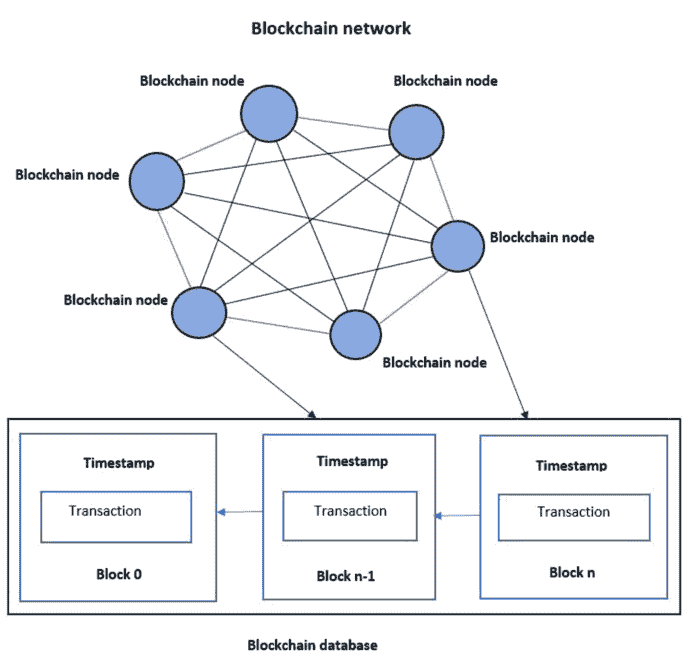 Blockchain network
Blockchain node
Blockchain node
Blockchain node
Blockchain node
Blockchain node
Blockchain node
Timestamp
Transaction
Block 0
Timestamp
Transaction
Block n-1
Timestamp
Transaction
Block n
Blockchain database